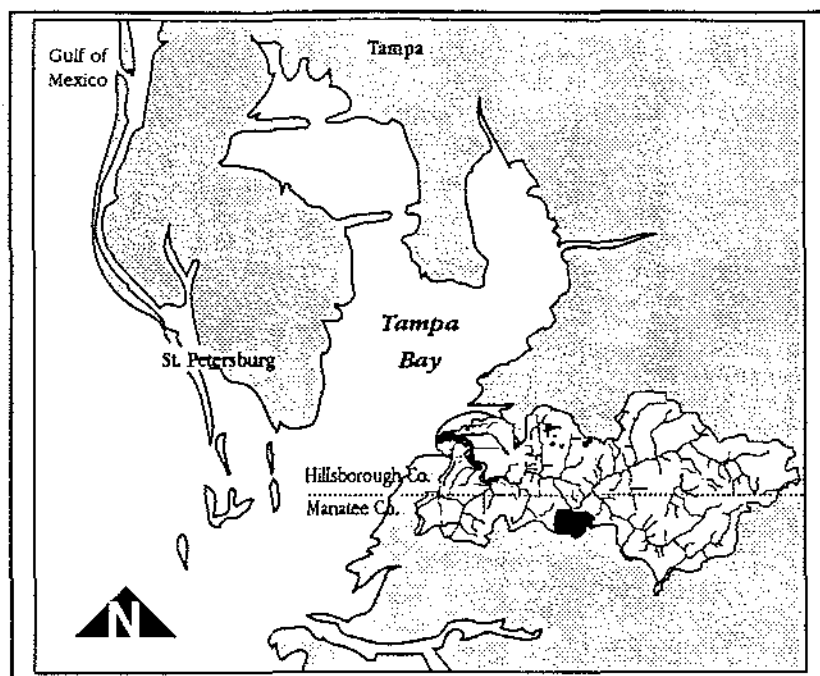 Gulf of
Mexico
Tampa
Tampa
Bay
St. Petersburg
Hillsborough Co.
Manatee Co.
N